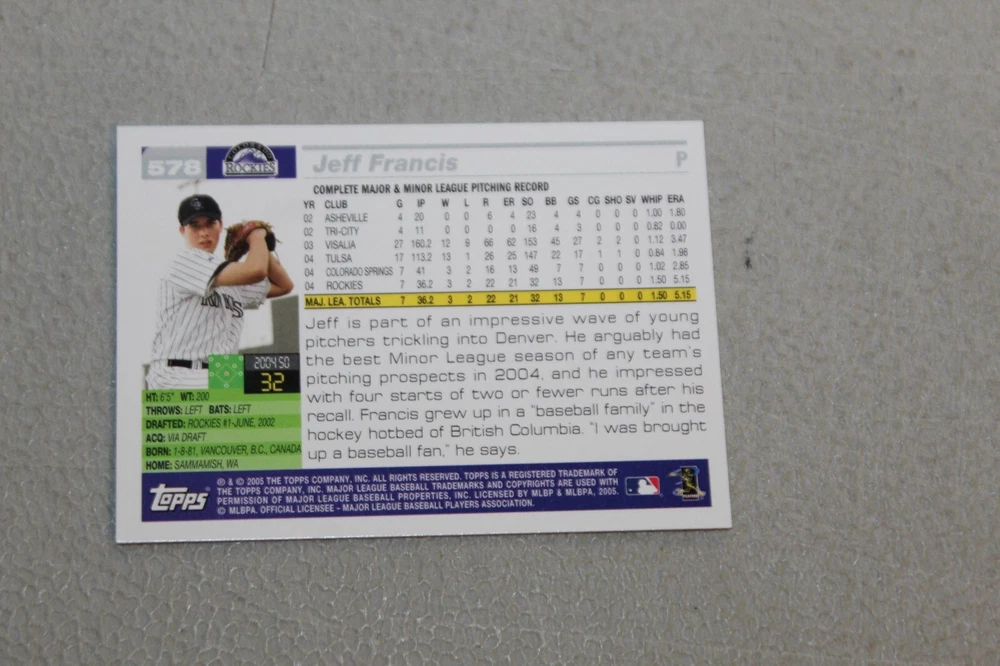 578 COLORADO ROCKIES Jeff Francis P
COMPLETE MAJOR & MINOR LEAGUE PITCHING RECORD
YR CLUB G IP W L R ER SO BB GS CG SHO SV WHIP ERA
02 ASHEVILLE 4 20 0 0 6 4 23 4 4 0 0 0 1.00 1.80
02 TRI-CITY 4 11 0 0 0 0 16 4 3 0 0 0 0.82 0.00
03 VISALIA 27 160.2 12 9 66 62 153 45 27 2 2 0 1.12 3.47
04 TULSA 17 113.2 13 1 26 25 147 22 17 1 1 0 0.84 1.98
04 COLORADO SPRINGS 7 41 3 2 16 13 49 7 7 0 0 0 1.02 2.85
04 ROCKIES 7 36.2 3 2 22 21 32 13 7 0 0 0 1.50 5.15
MAJ. LEA. TOTALS 7 36.2 3 2 22 21 32 13 7 0 0 0 1.50 5.15
Jeff is part of an impressive wave of young
pitchers trickling into Denver. He arguably had
the best Minor League season of any team's
pitching prospects in 2004, and he impressed
with four starts of two or fewer runs after his
recall. Francis grew up in a "baseball family" in the
hockey hotbed of British Columbia. "I was brought
up a baseball fan," he says.
2004 SO
32
HT: 6'5" WT: 200
THROWS: LEFT BATS: LEFT
DRAFTED: ROCKIES #1-JUNE, 2002
ACQ: VIA DRAFT
BORN: 1-8-81, VANCOUVER, B.C., CANADA
HOME: SAMMAMISH, WA
Topps
® & © 2005 THE TOPPS COMPANY, INC. ALL RIGHTS RESERVED. TOPPS IS A REGISTERED TRADEMARK OF
THE TOPPS COMPANY, INC. MAJOR LEAGUE BASEBALL TRADEMARKS AND COPYRIGHTS ARE USED WITH
PERMISSION OF MAJOR LEAGUE BASEBALL PROPERTIES, INC. LICENSED BY MLBP & MLBPA, 2005.
© MLBPA. OFFICIAL LICENSEE - MAJOR LEAGUE BASEBALL PLAYERS ASSOCIATION.